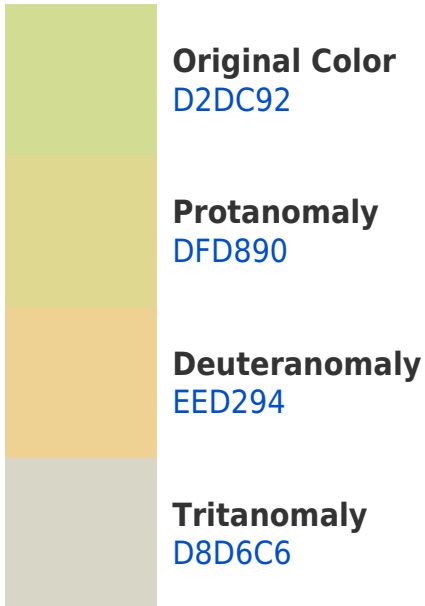 Original Color
D2DC92
Protanomaly
DFD890
Deuteranomaly
EED294
Tritanomaly
D8D6C6